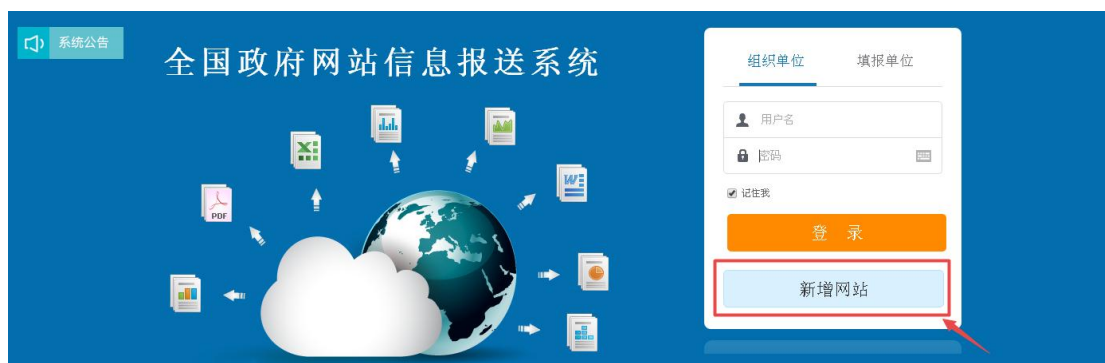 系统公告
全国政府网站信息报送系统
组织单位
填报单位
用户名
密码
记住我
登 录
新增网站
PDF
W
X